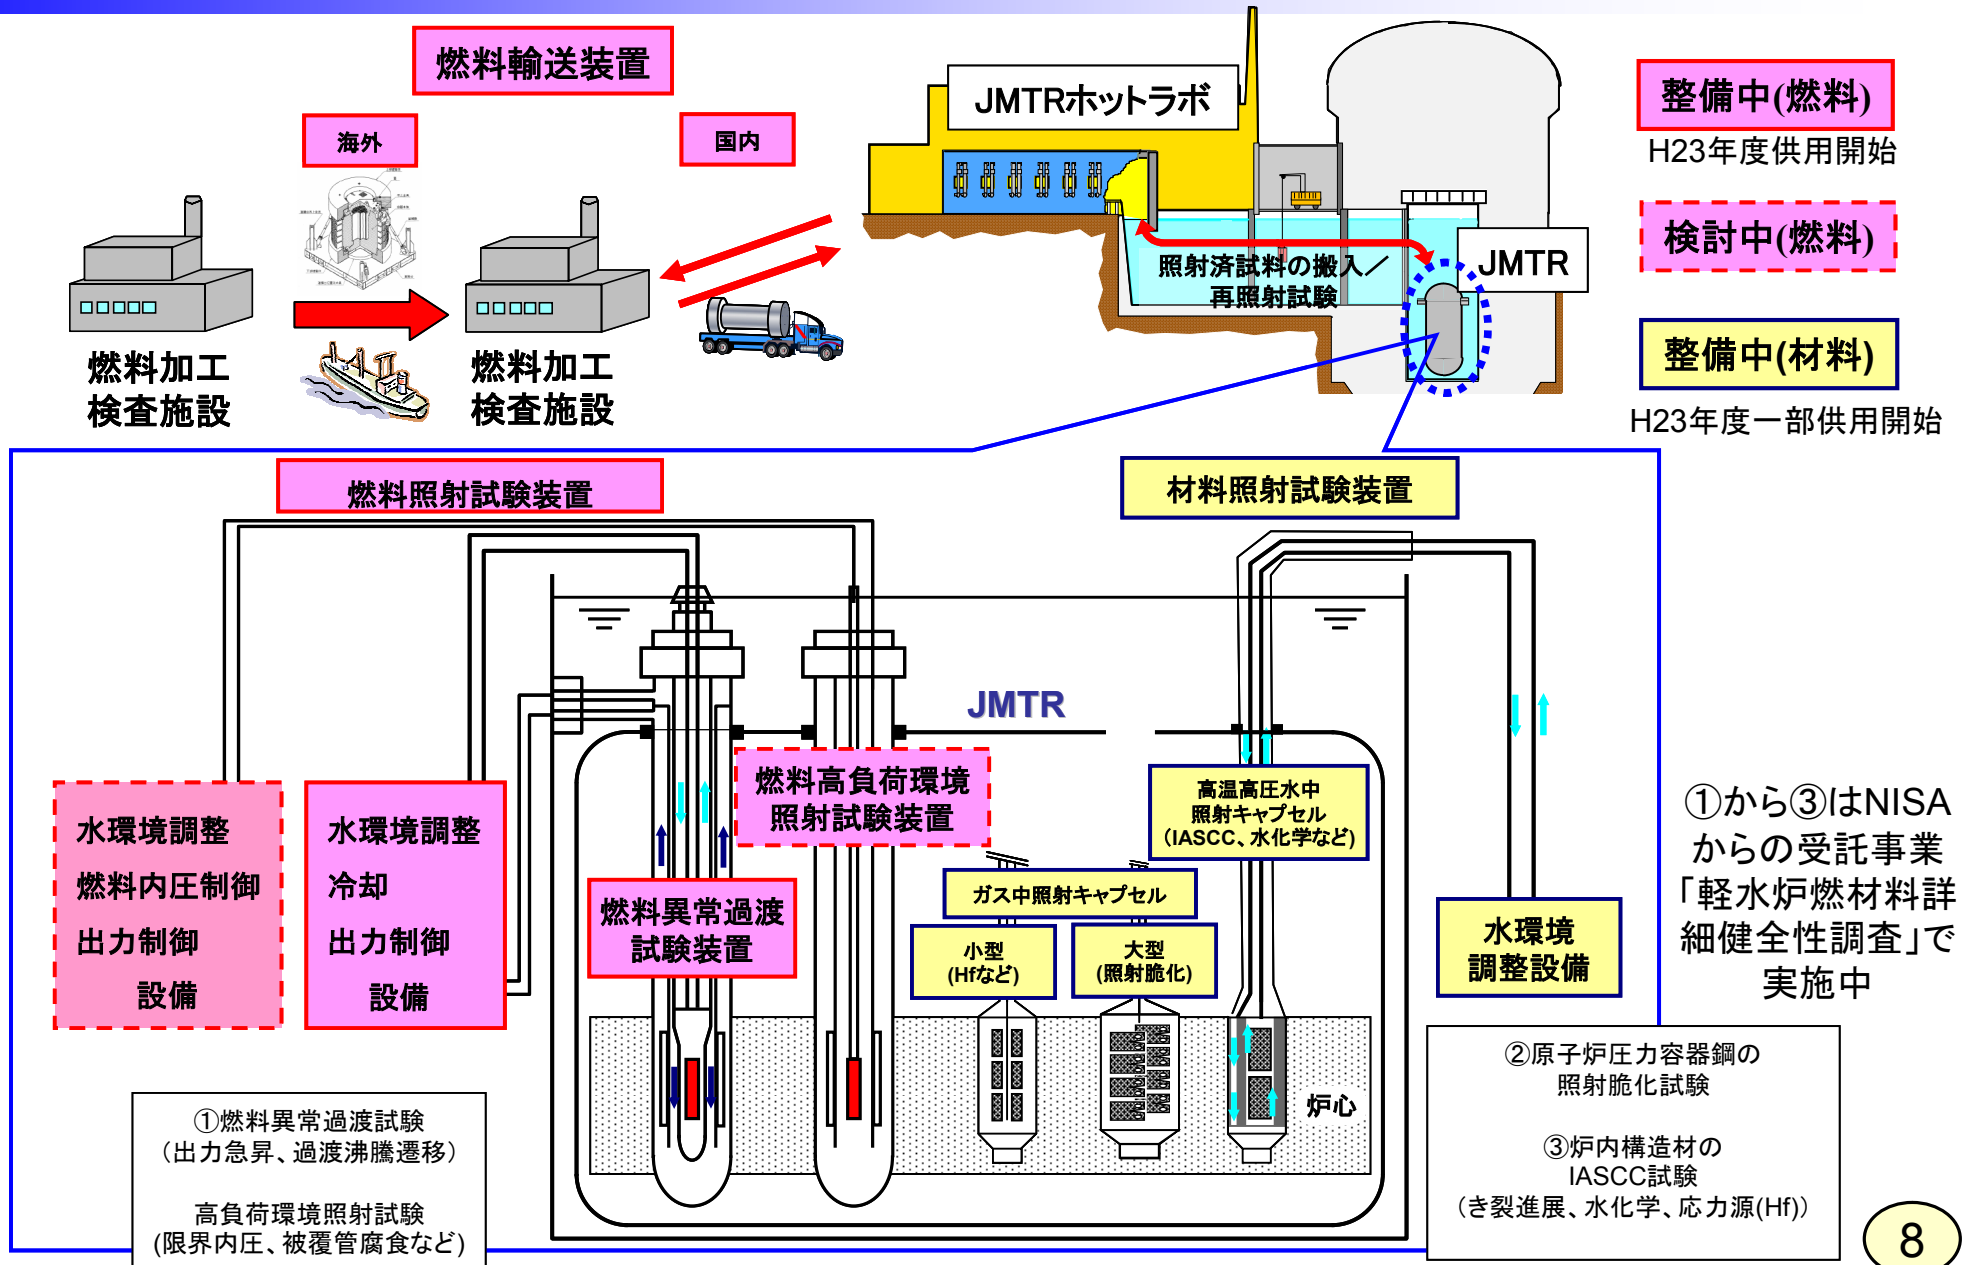 燃料輸送装置
海外
国内
JMTRホットラボ
整備中(燃料)
H23年度供用開始
検討中(燃料)
整備中(材料)
H23年度一部供用開始
照射済試料の搬入／
再照射試験
JMTR
燃料加工
検査施設
燃料加工
検査施設
燃料照射試験装置
材料照射試験装置
JMTR
水環境調整
燃料内圧制御
出力制御
設備
水環境調整
冷却
出力制御
設備
燃料異常過渡
試験装置
燃料高負荷環境
照射試験装置
高温高圧水中
照射キャプセル
（IASCC、水化学など）
ガス中照射キャプセル
小型
(Hfなど)
大型
(照射脆化)
水環境
調整設備
炉心
①から③はNISA
からの受託事業
「軽水炉燃材料詳
細健全性調査」で
実施中
①燃料異常過渡試験
（出力急昇、過渡沸騰遷移）
高負荷環境照射試験
(限界内圧、被覆管腐食など)
②原子炉圧力容器鋼の
照射脆化試験
③炉内構造材の
IASCC試験
（き裂進展、水化学、応力源(Hf)）
8